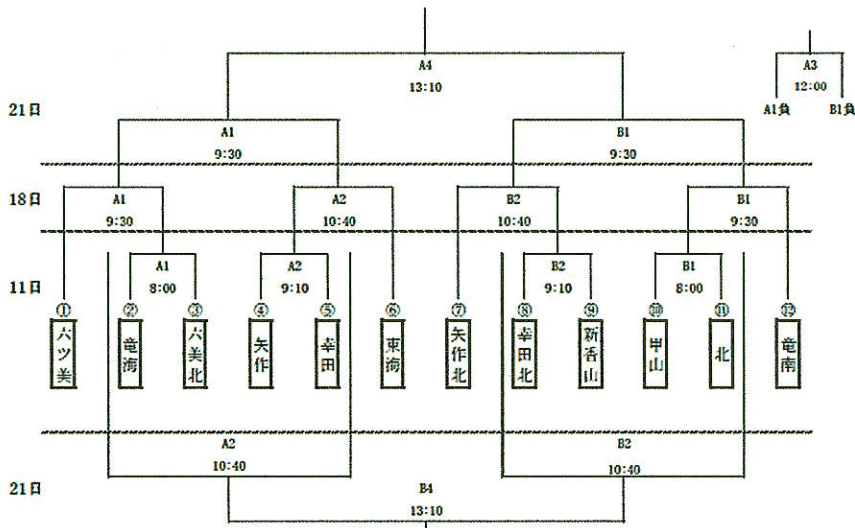 A4
A3
13:10
12:00
21日
A1負
B1負
A1
B1
9:30
9:30
18日
A1
A2
B2
B1
9:30
10:40
10:40
9:30
A1
A2
B2
B1
11日
8:00
9:10
9:10
8:00
① ② ③ ④ ⑤ ⑥ ⑦ ⑧ ⑨ ⑩ ⑪ ⑫
六ツ美
竜海
六美北
矢作
幸田
東海
矢作北
幸田北
新香山
甲山
北
竜南
A2
B2
10:40
10:40
21日
B4
13:10